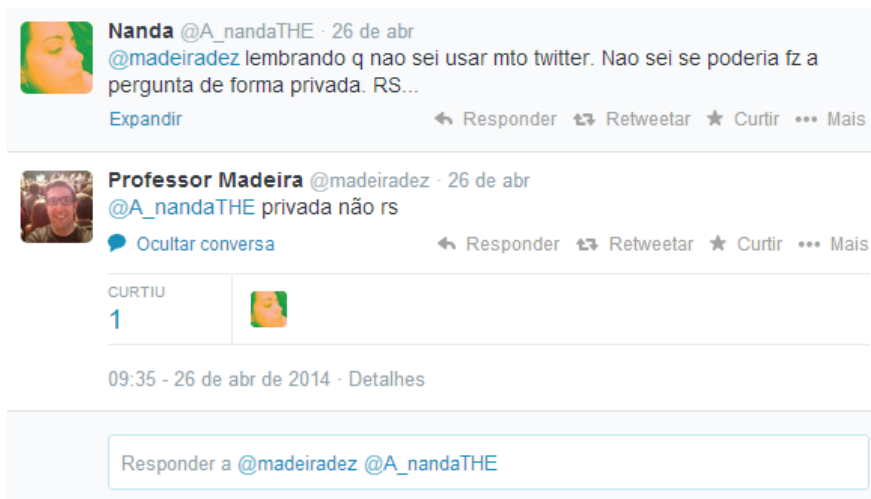 Nanda @A_nandaTHE · 26 de abr
@madeiradez lembrando q nao sei usar mto twitter. Nao sei se poderia fz a
pergunta de forma privada. RS...
Expandir Responder Retweetar Curtir Mais
Professor Madeira @madeiradez · 26 de abr
@A_nandaTHE privada não rs
Ocultar conversa Responder Retweetar Curtir Mais
CURTIU
1
09:35 - 26 de abr de 2014 · Detalhes
Responder a @madeiradez @A_nandaTHE